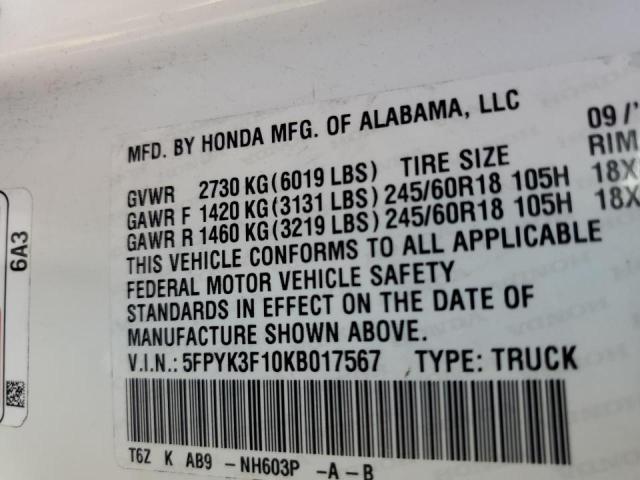 MFD. BY HONDA MFG. OF ALABAMA, LLC 09/'
GVWR 2730 KG(6019 LBS) TIRE SIZE RIM
GAWR F 1420 KG(3131 LBS) 245/60R18 105H 18X
GAWR R 1460 KG(3219 LBS) 245/60R18 105H 18X
THIS VEHICLE CONFORMS TO ALL APPLICABLE
FEDERAL MOTOR VEHICLE SAFETY
STANDARDS IN EFFECT ON THE DATE OF
MANUFACTURE SHOWN ABOVE.
V.I.N.: 5FPYK3F10KB017567 TYPE: TRUCK
T6Z K AB9 -NH603P -A-B
6A3